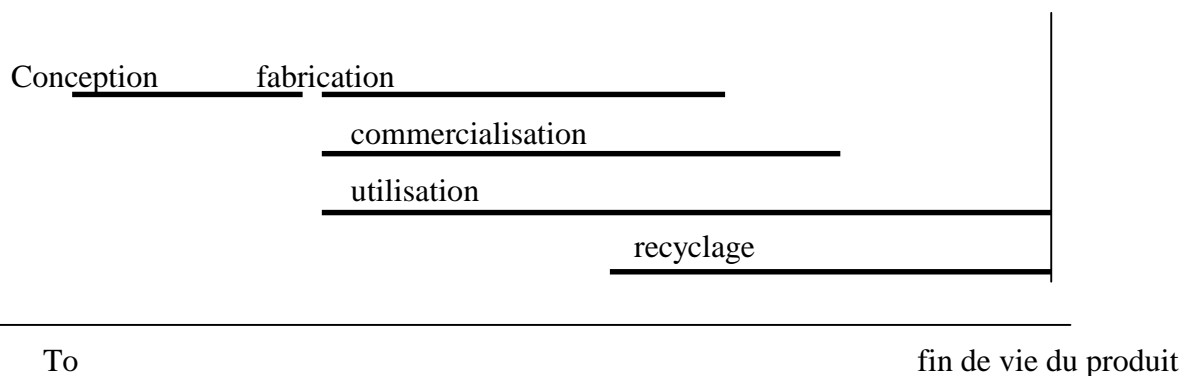 Conception fabrication
commercialisation
utilisation
recyclage
To fin de vie du produit